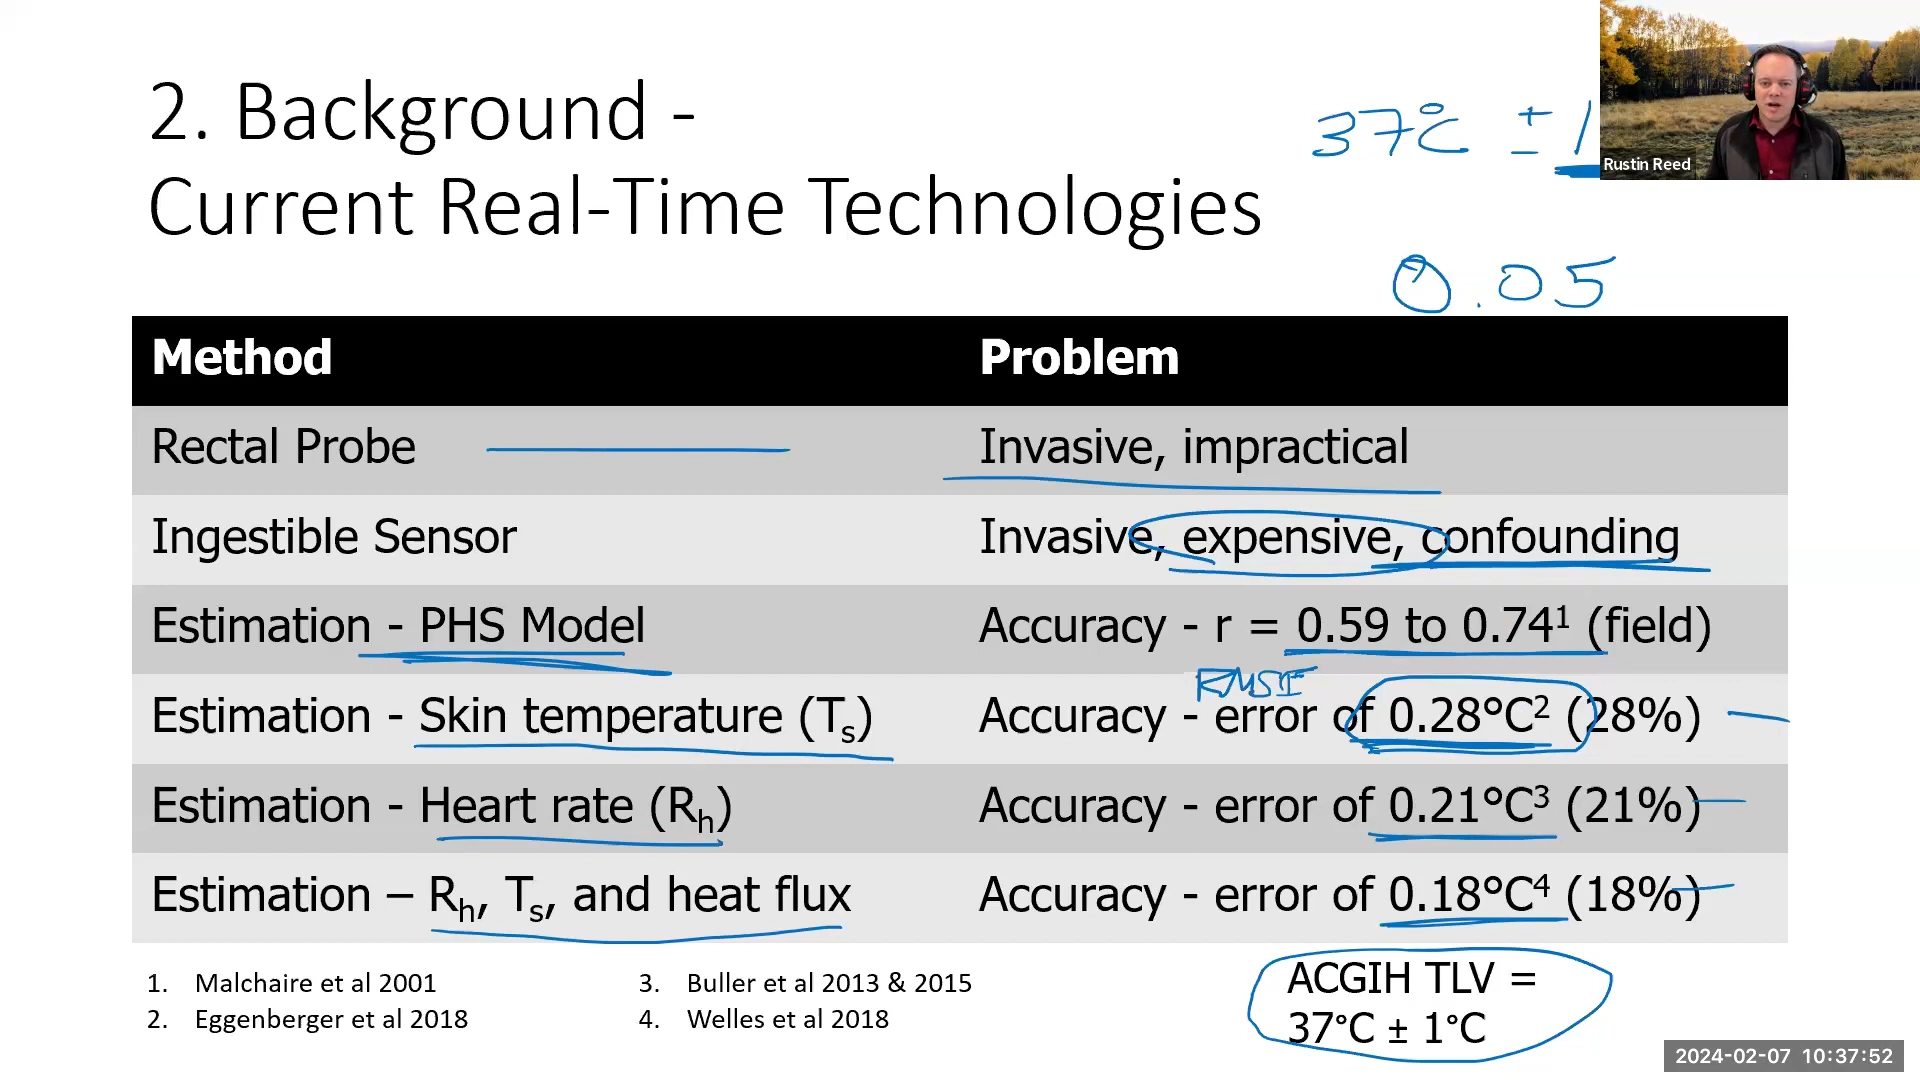 2. Background -
Current Real-Time Technologies
37°C ± 1
Rustin Reed
0.05
Method Problem
Rectal Probe Invasive, impractical
Ingestible Sensor Invasive, expensive, confounding
Estimation - PHS Model Accuracy - r = 0.59 to 0.74¹ (field)
RMSE
Estimation - Skin temperature (Tₛ) Accuracy - error of 0.28°C² (28%)
Estimation - Heart rate (Rₕ) Accuracy - error of 0.21°C³ (21%)
Estimation – Rₕ, Tₛ, and heat flux Accuracy - error of 0.18°C⁴ (18%)
1. Malchaire et al 2001
2. Eggenberger et al 2018
3. Buller et al 2013 & 2015
4. Welles et al 2018
ACGIH TLV =
37°C ± 1°C
2024-02-07 10:37:52